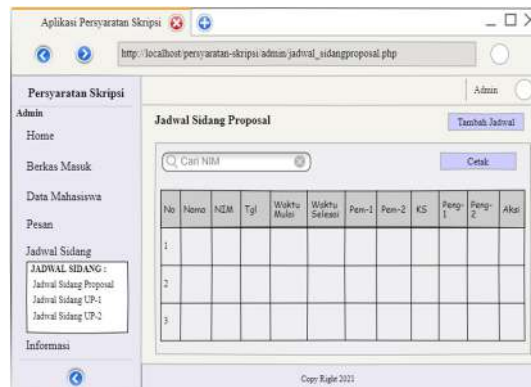 Aplikasi Persyaratan Skripsi
http://localhost/persyaratan-skripsi/admin/jadwal_sidangproposal.php
Persyaratan Skripsi
Admin
Admin
Home
Berkas Masuk
Data Mahasiswa
Pesan
Jadwal Sidang
JADWAL SIDANG :
Jadwal Sidang Proposal
Jadwal Sidang UP-1
Jadwal Sidang UP-2
Informasi
Jadwal Sidang Proposal
Tambah Jadwal
Cari NIM
Cetak
No Nama NIM Tgl Waktu Mulai Waktu Selesai Pem-1 Pem-2 KS Peng-1 Peng-2 Aksi
1
2
3
Copy Right 2021